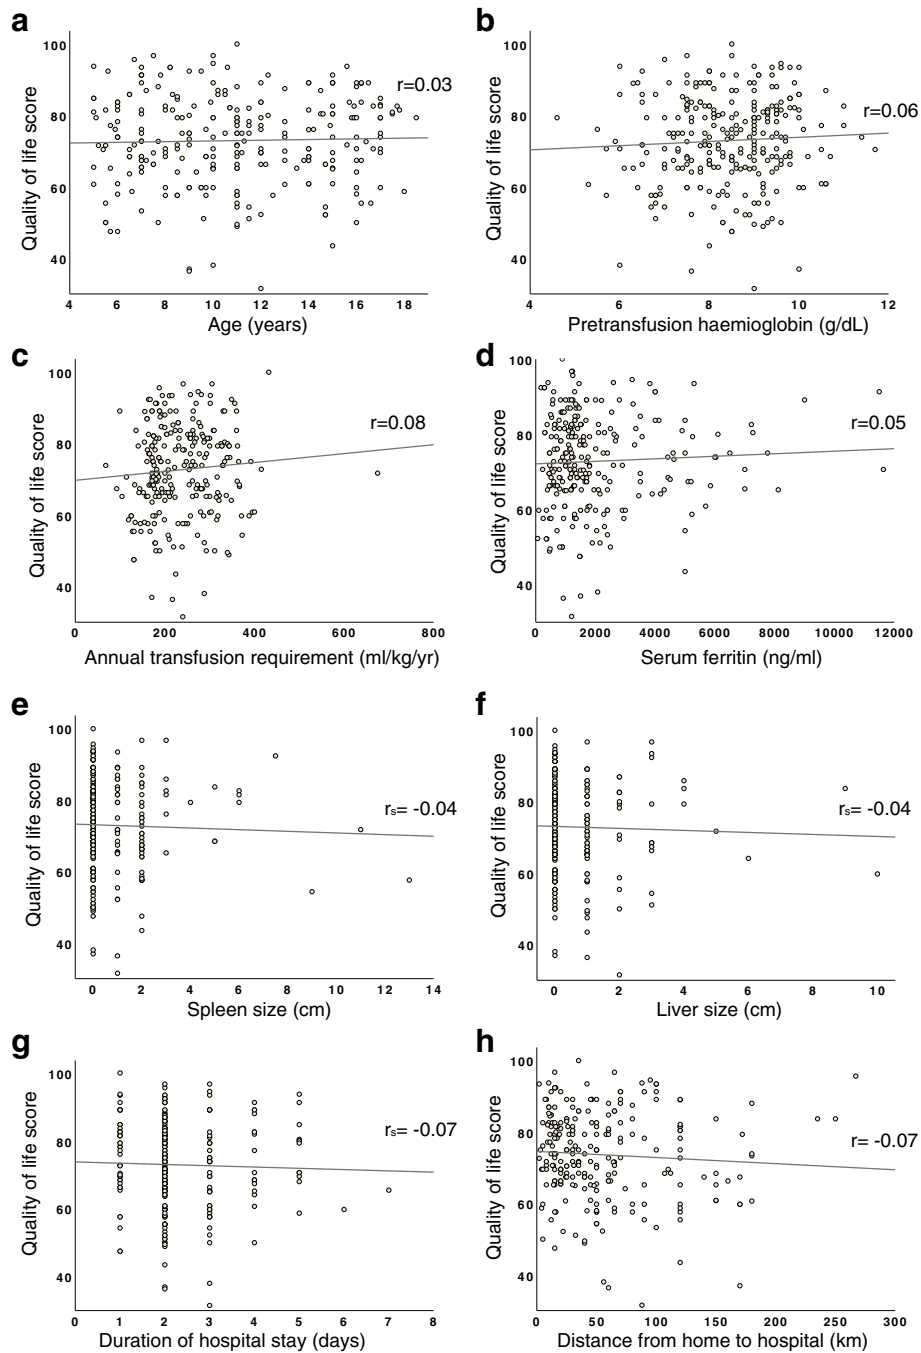 a
Quality of life score
100
80
60
40
r=0.03
4 6 8 10 12 14 16 18
Age (years)
b
Quality of life score
100
80
60
40
r=0.06
4 6 8 10 12
Pretransfusion haemioglobin (g/dL)
c
Quality of life score
100
80
60
40
r=0.08
0 200 400 600 800
Annual transfusion requirement (ml/kg/yr)
d
Quality of life score
100
80
60
40
r=0.05
0 2000 4000 6000 8000 10000 12000
Serum ferritin (ng/ml)
e
Quality of life score
100
80
60
40
rs= -0.04
0 2 4 6 8 10 12 14
Spleen size (cm)
f
Quality of life score
100
80
60
40
rs= -0.04
0 2 4 6 8 10
Liver size (cm)
g
Quality of life score
100
80
60
40
rs= -0.07
0 1 2 3 4 5 6 7 8
Duration of hospital stay (days)
h
Quality of life score
100
80
60
40
r= -0.07
0 50 100 150 200 250 300
Distance from home to hospital (km)